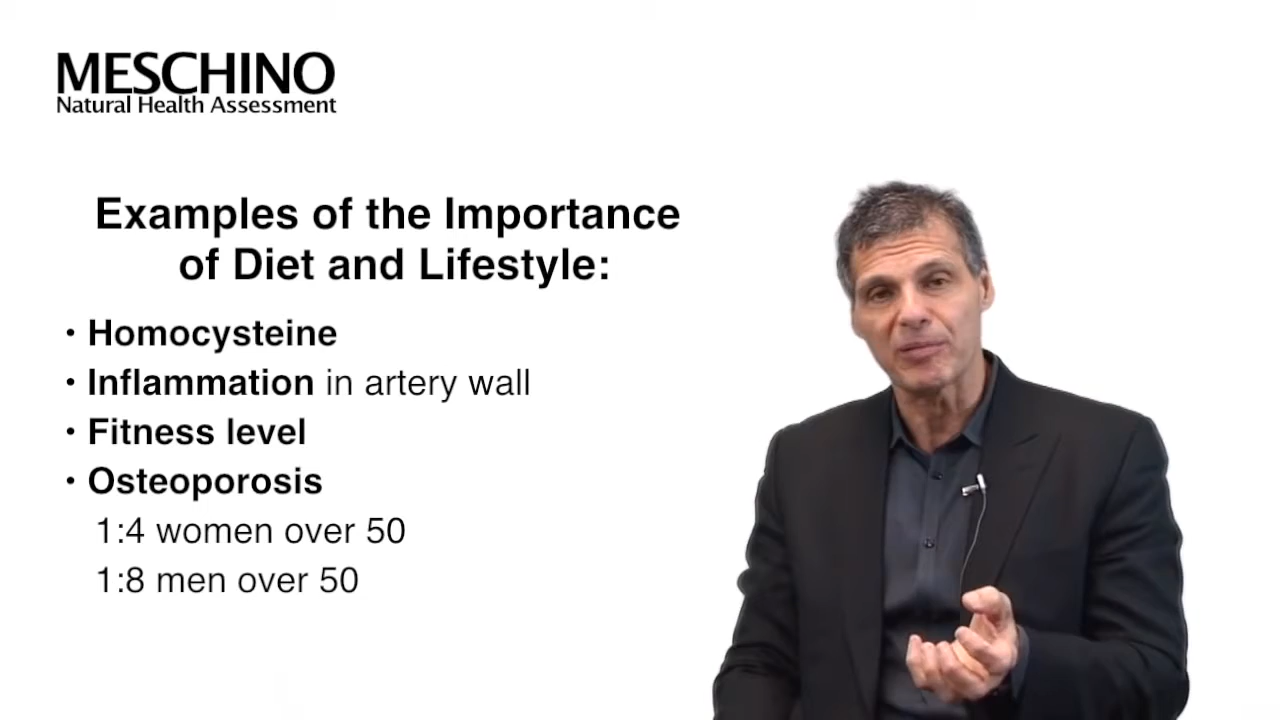 MESCHINO
Natural Health Assessment
Examples of the Importance
of Diet and Lifestyle:
• Homocysteine
• Inflammation in artery wall
• Fitness level
• Osteoporosis
1:4 women over 50
1:8 men over 50